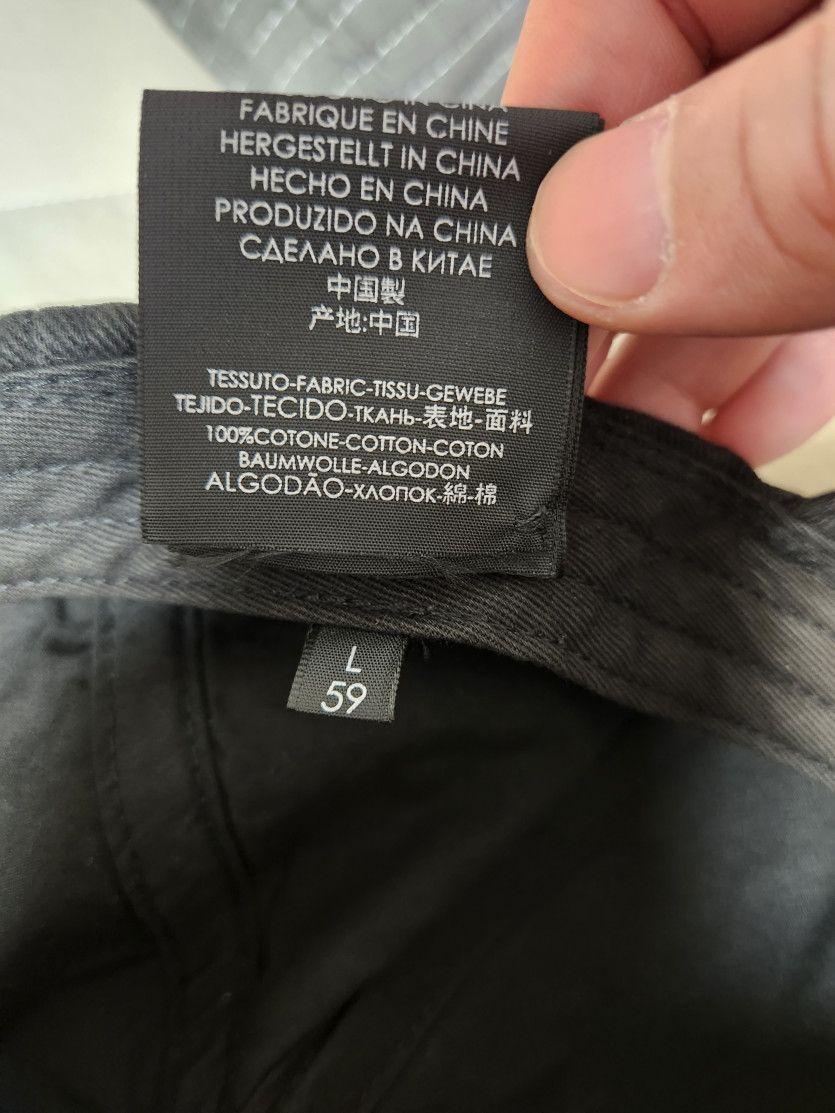 FABRIQUE EN CHINE
HERGESTELLT IN CHINA
HECHO EN CHINA
PRODUZIDO NA CHINA
СДЕЛАНО В КИТАЕ
中国製
产地:中国
TESSUTO-FABRIC-TISSU-GEWEBE
TEJIDO-TECIDO-ТКАНЬ-表地-面料
100%COTONE-COTTON-COTON
BAUMWOLLE-ALGODON
ALGODÃO-ХЛОПОК-綿-棉
L
59